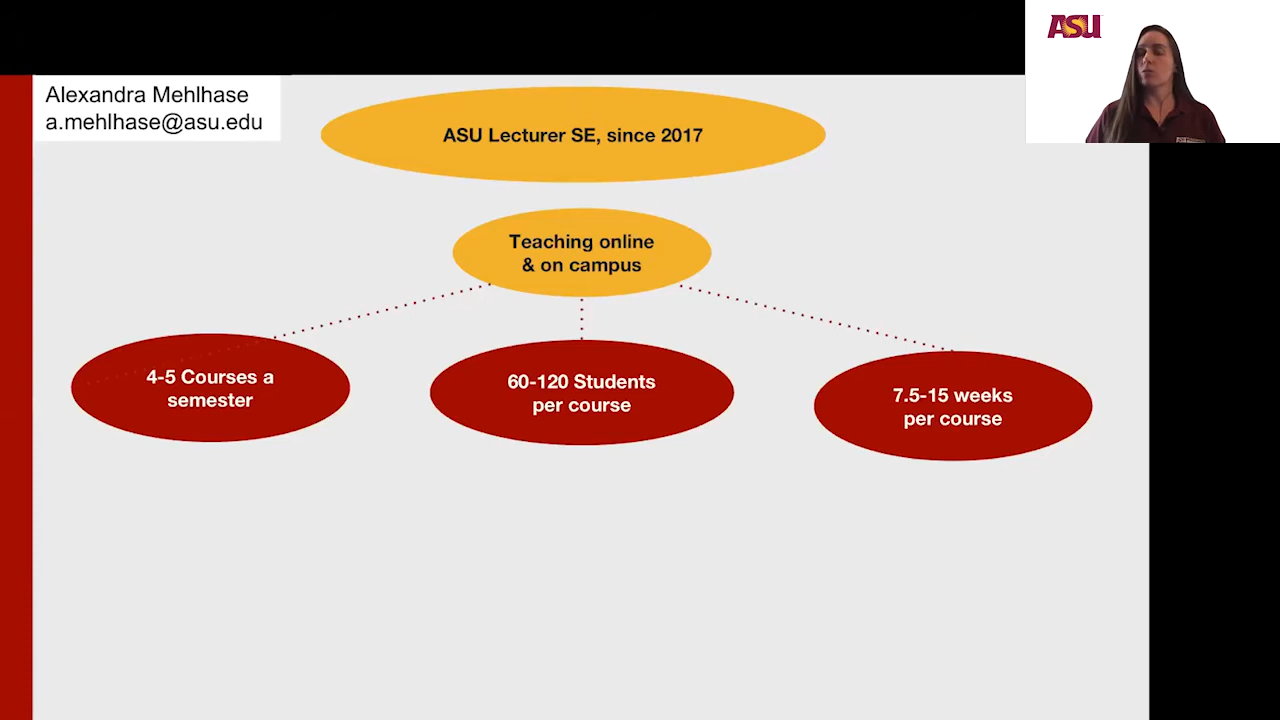 Alexandra Mehlhase
a.mehlhase@asu.edu
ASU
ASU Lecturer SE, since 2017
Teaching online
& on campus
4-5 Courses a
semester
60-120 Students
per course
7.5-15 weeks
per course